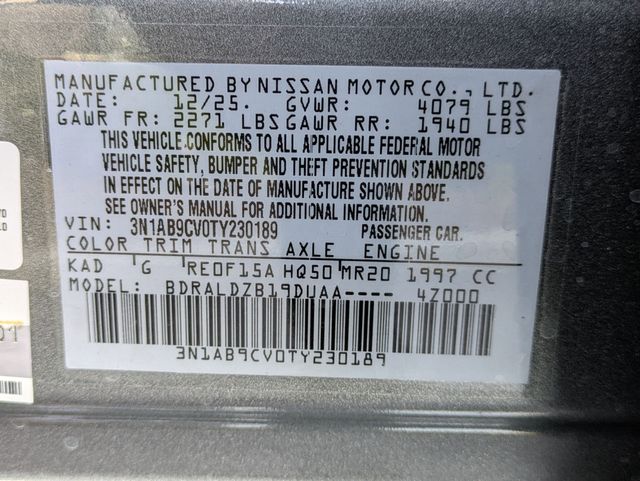 MANUFACTURED BY NISSAN MOTOR CO., LTD.
DATE: 12/25. GVWR: 4079 LBS
GAWR FR: 2271 LBS GAWR RR: 1940 LBS
THIS VEHICLE CONFORMS TO ALL APPLICABLE FEDERAL MOTOR
VEHICLE SAFETY, BUMPER AND THEFT PREVENTION STANDARDS
IN EFFECT ON THE DATE OF MANUFACTURE SHOWN ABOVE.
SEE OWNER'S MANUAL FOR ADDITIONAL INFORMATION.
VIN: 3N1AB9CV0TY230189 PASSENGER CAR.
COLOR TRIM TRANS AXLE ENGINE
KAD G RE0F15A HQ50 MR20 1997 CC
MODEL: BDRALDZB19DUAA---- 4Z000
3N1AB9CV0TY230189